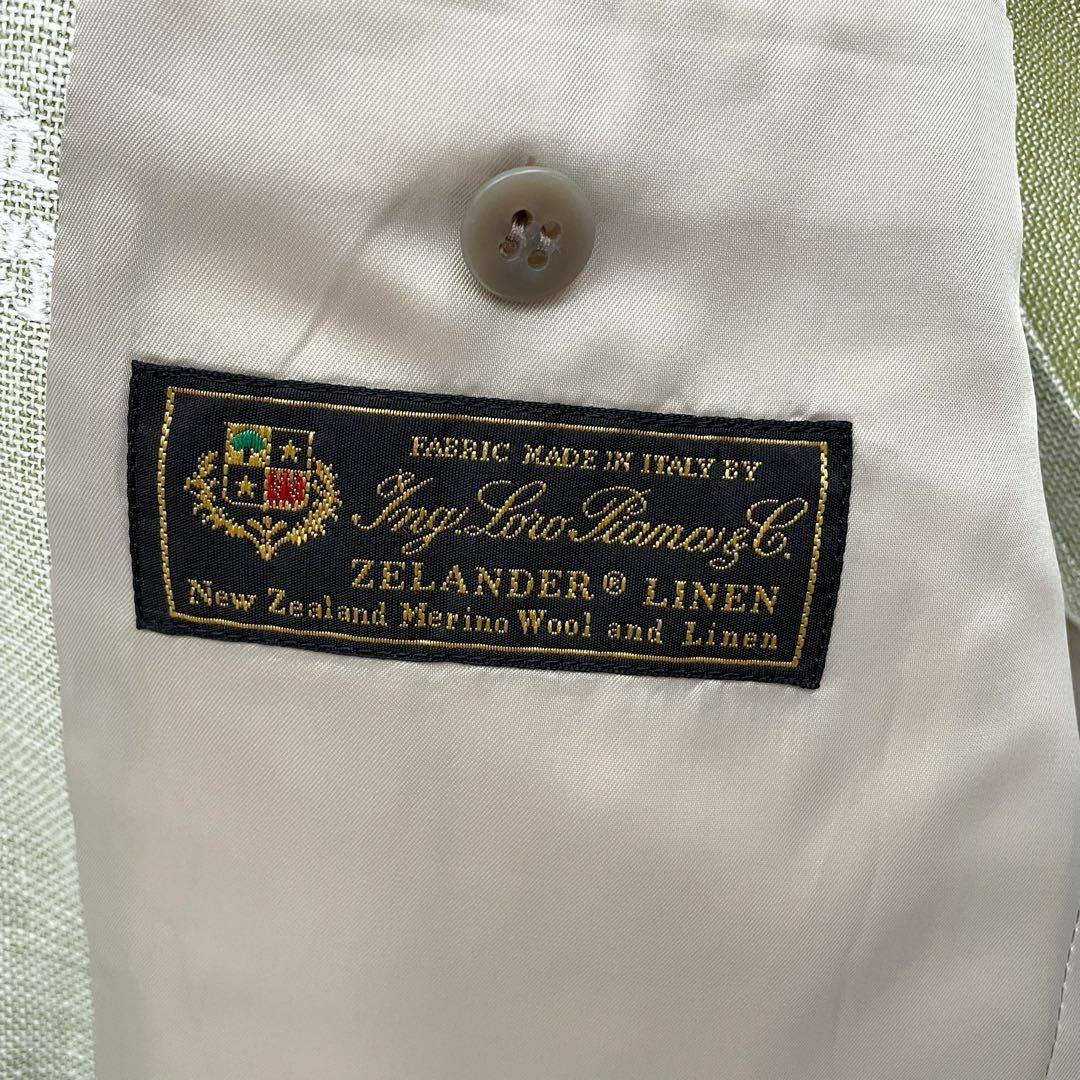 FABRIC MADE IN ITALY BY
Ing Loro Piana & C.
ZELANDER® LINEN
New Zealand Merino Wool and Linen